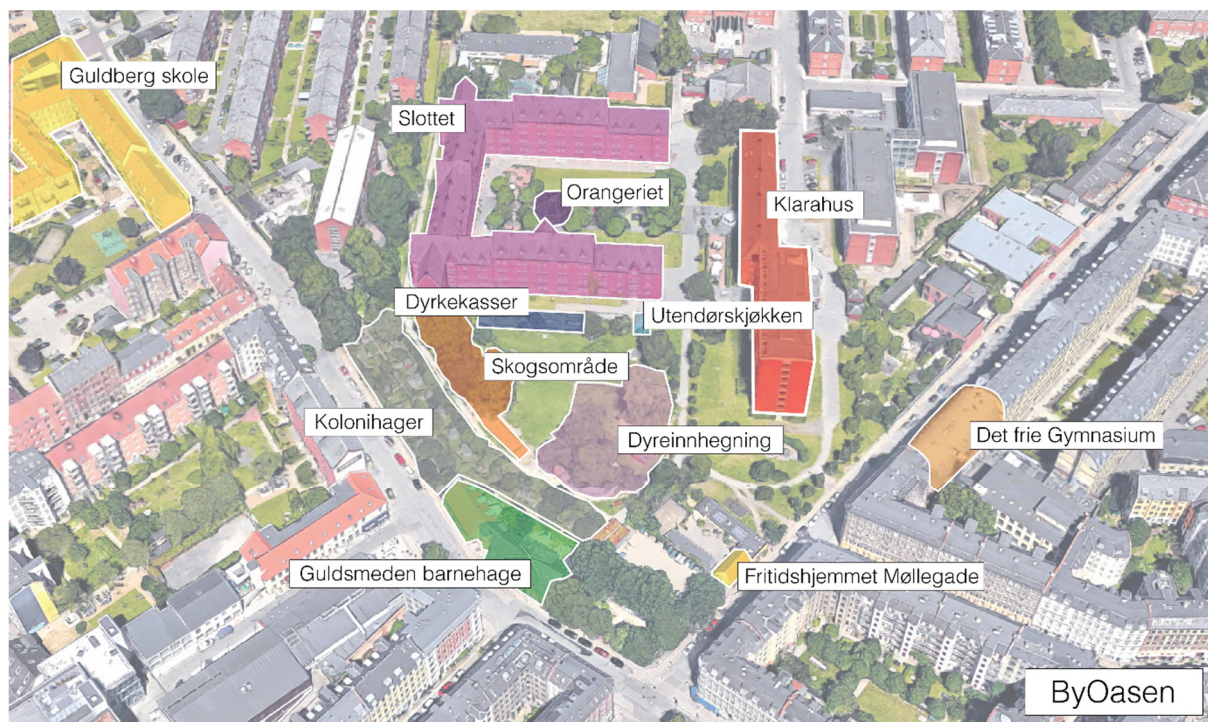 Guldberg skole
Slottet
Orangeriet
Klarahus
Dyrkekasser
Utendørskjøkken
Skogsområde
Kolonihager
Dyreinnhegning
Det frie Gymnasium
Guldsmeden barnehage
Fritidshjemmet Møllegade
ByOasen